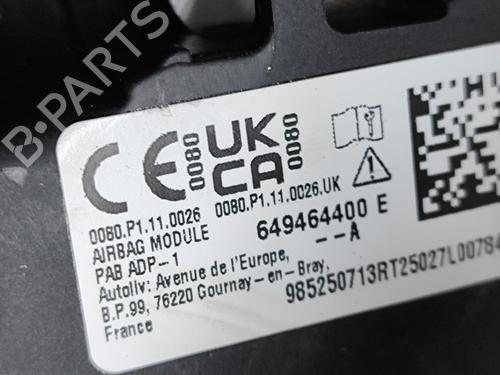 B-PARTS
CE 0080 UK CA 0080
0080.P1.11.0026 0080.P1.11.0026.UK
AIRBAG MODULE 649464400 E
PAB ADP-1 --A
Autoliv: Avenue de l'Europe,
B.P.99, 76220 Gournay-en-Bray,
France
985250713RT25027L00784
H